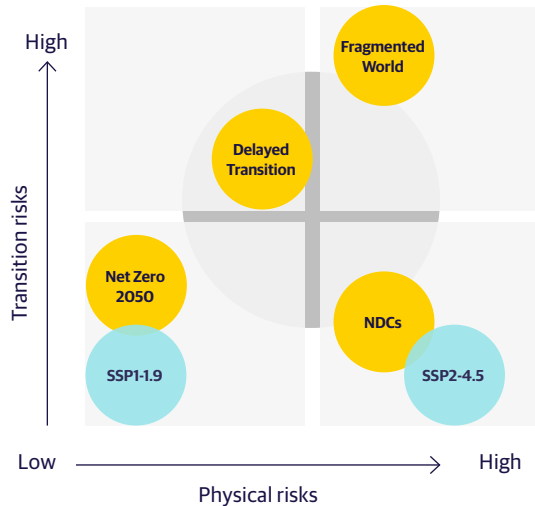 High
Fragmented
World
Delayed
Transition
Transition risks
Net Zero
2050
NDCs
SSP1-1.9
SSP2-4.5
Low
High
Physical risks